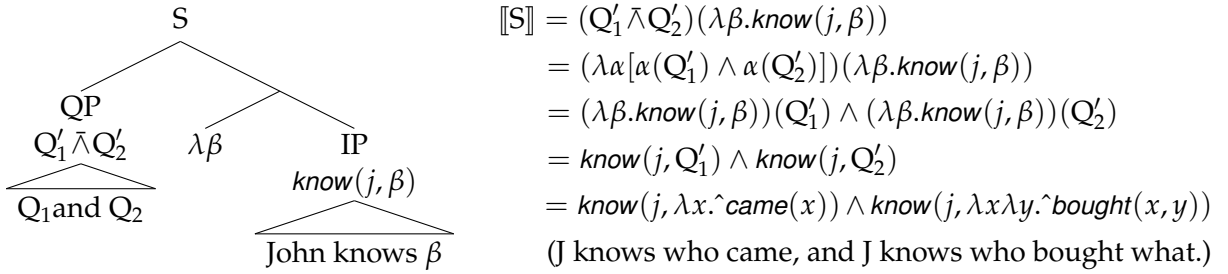 S
QP
Q′₁ ⊼ Q′₂
λβ
IP
know(j, β)
Q₁and Q₂
John knows β
⟦S⟧ = (Q′₁ ⊼ Q′₂)(λβ.know(j, β))
= (λα[α(Q′₁) ∧ α(Q′₂)])(λβ.know(j, β))
= (λβ.know(j, β))(Q′₁) ∧ (λβ.know(j, β))(Q′₂)
= know(j, Q′₁) ∧ know(j, Q′₂)
= know(j, λx.ˆcame(x)) ∧ know(j, λxλy.ˆbought(x, y))
(J knows who came, and J knows who bought what.)